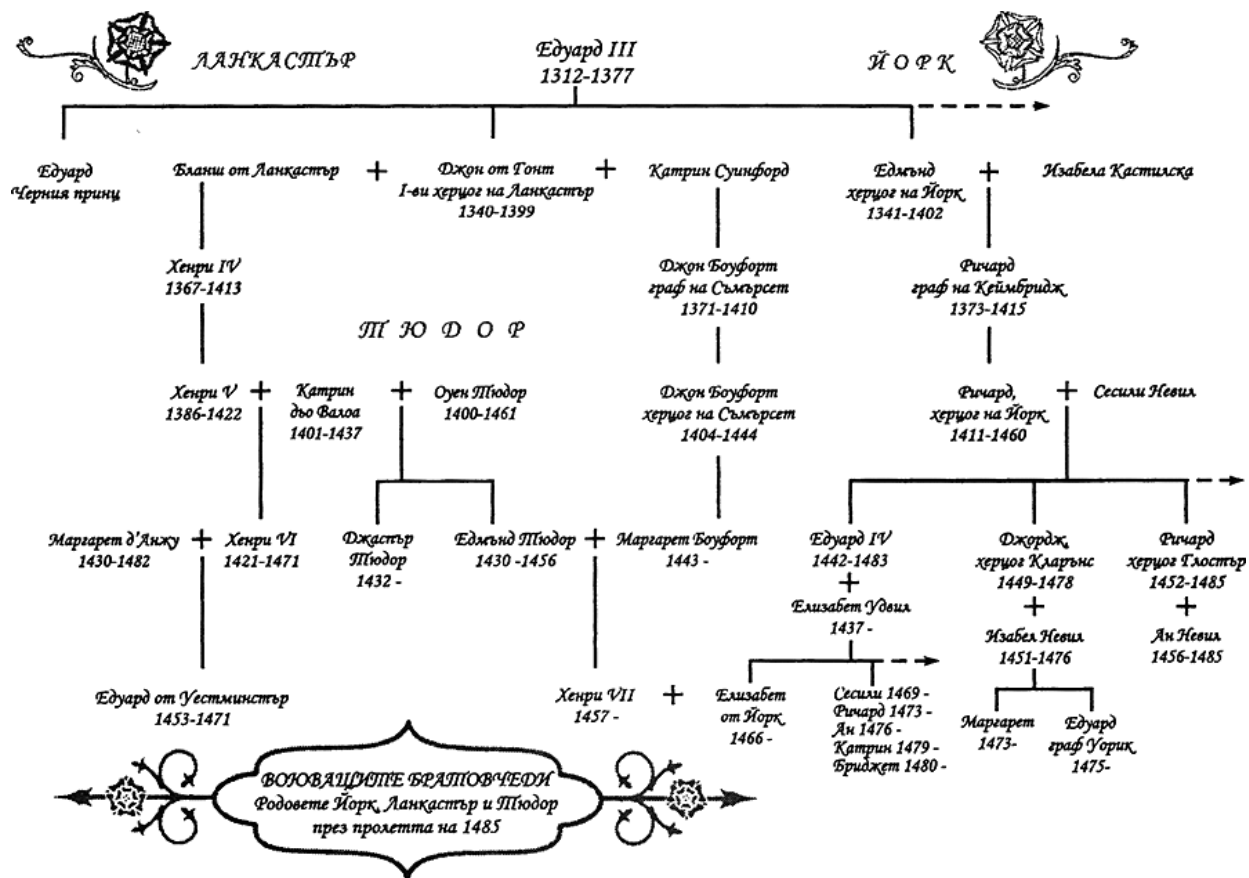 ЛАНКАСТЪР
Едуард III
1312-1377
ЙОРК
Едуард
Черния принц
Бланш от Ланкастър
+
Джон от Гонт
I-ви херцог на Ланкастър
1340-1399
+
Катрин Суинфорд
Едмънд
херцог на Йорк
1341-1402
+
Изабела Кастилска
Хенри IV
1367-1413
Джон Боуфорт
граф на Съмърсет
1371-1410
Ричард
граф на Кеймбридж
1373-1415
ТЮДОР
Хенри V
1386-1422
+
Катрин
дьо Валоа
1401-1437
+
Оуен Тюдор
1400-1461
Джон Боуфорт
херцог на Съмърсет
1404-1444
Ричард,
херцог на Йорк
1411-1460
+
Сесили Невил
Маргарет д'Анжу
1430-1482
+
Хенри VI
1421-1471
Джаспър
Тюдор
1432 -
Едмънд Тюдор
1430 -1456
+
Маргарет Боуфорт
1443 -
Едуард IV
1442-1483
+
Елизабет Удвил
1437 -
Джордж,
херцог Кларънс
1449-1478
+
Изабел Невил
1451-1476
Ричард
херцог Глостър
1452-1485
+
Ан Невил
1456-1485
Едуард от Уестминстър
1453-1471
Хенри VII
1457 -
+
Елизабет
от Йорк
1466 -
Сесили 1469 -
Ричард 1473 -
Ан 1476 -
Катрин 1479 -
Бриджет 1480 -
Маргарет
1473-
Едуард
граф Уорик
1475-
ВОЮВАЩИТЕ БРАТОВЧЕДИ
Родовете Йорк, Ланкастър и Тюдор
през пролетта на 1485